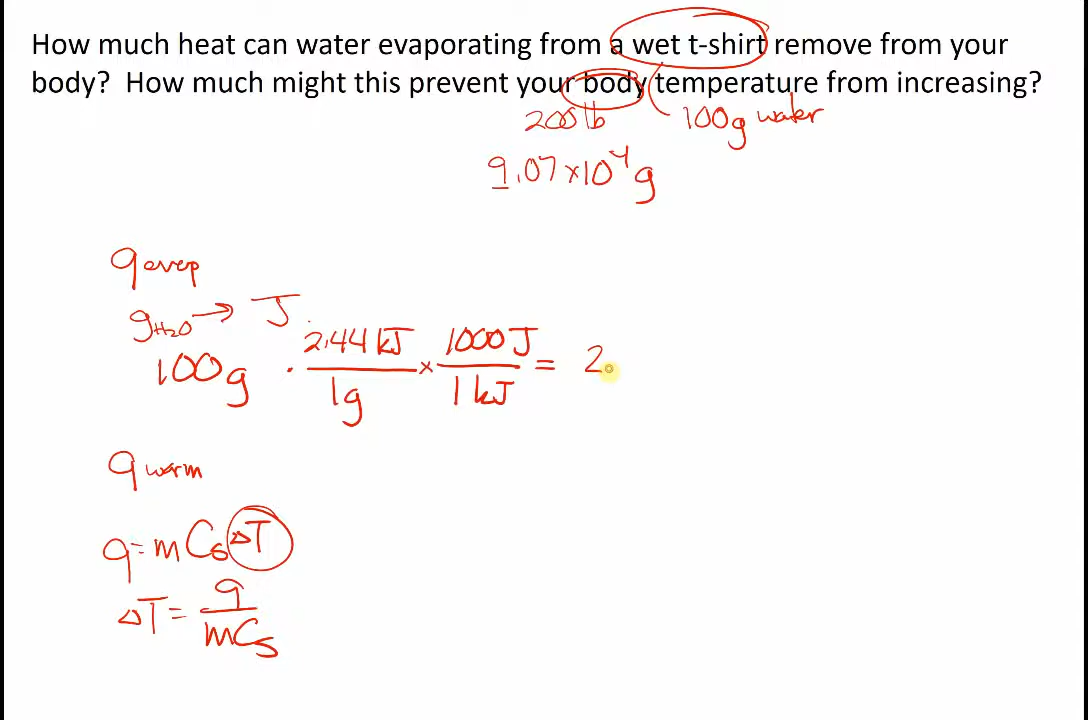 How much heat can water evaporating from a wet t-shirt remove from your
body? How much might this prevent your body temperature from increasing?
200 lb 100g water
9.07 × 10⁴ g
q evap
g H₂O → J
100g · 2.44 kJ / 1g × 1000 J / 1 kJ = 2
q warm
q = m Cₛ ΔT
ΔT = q / mCₛ